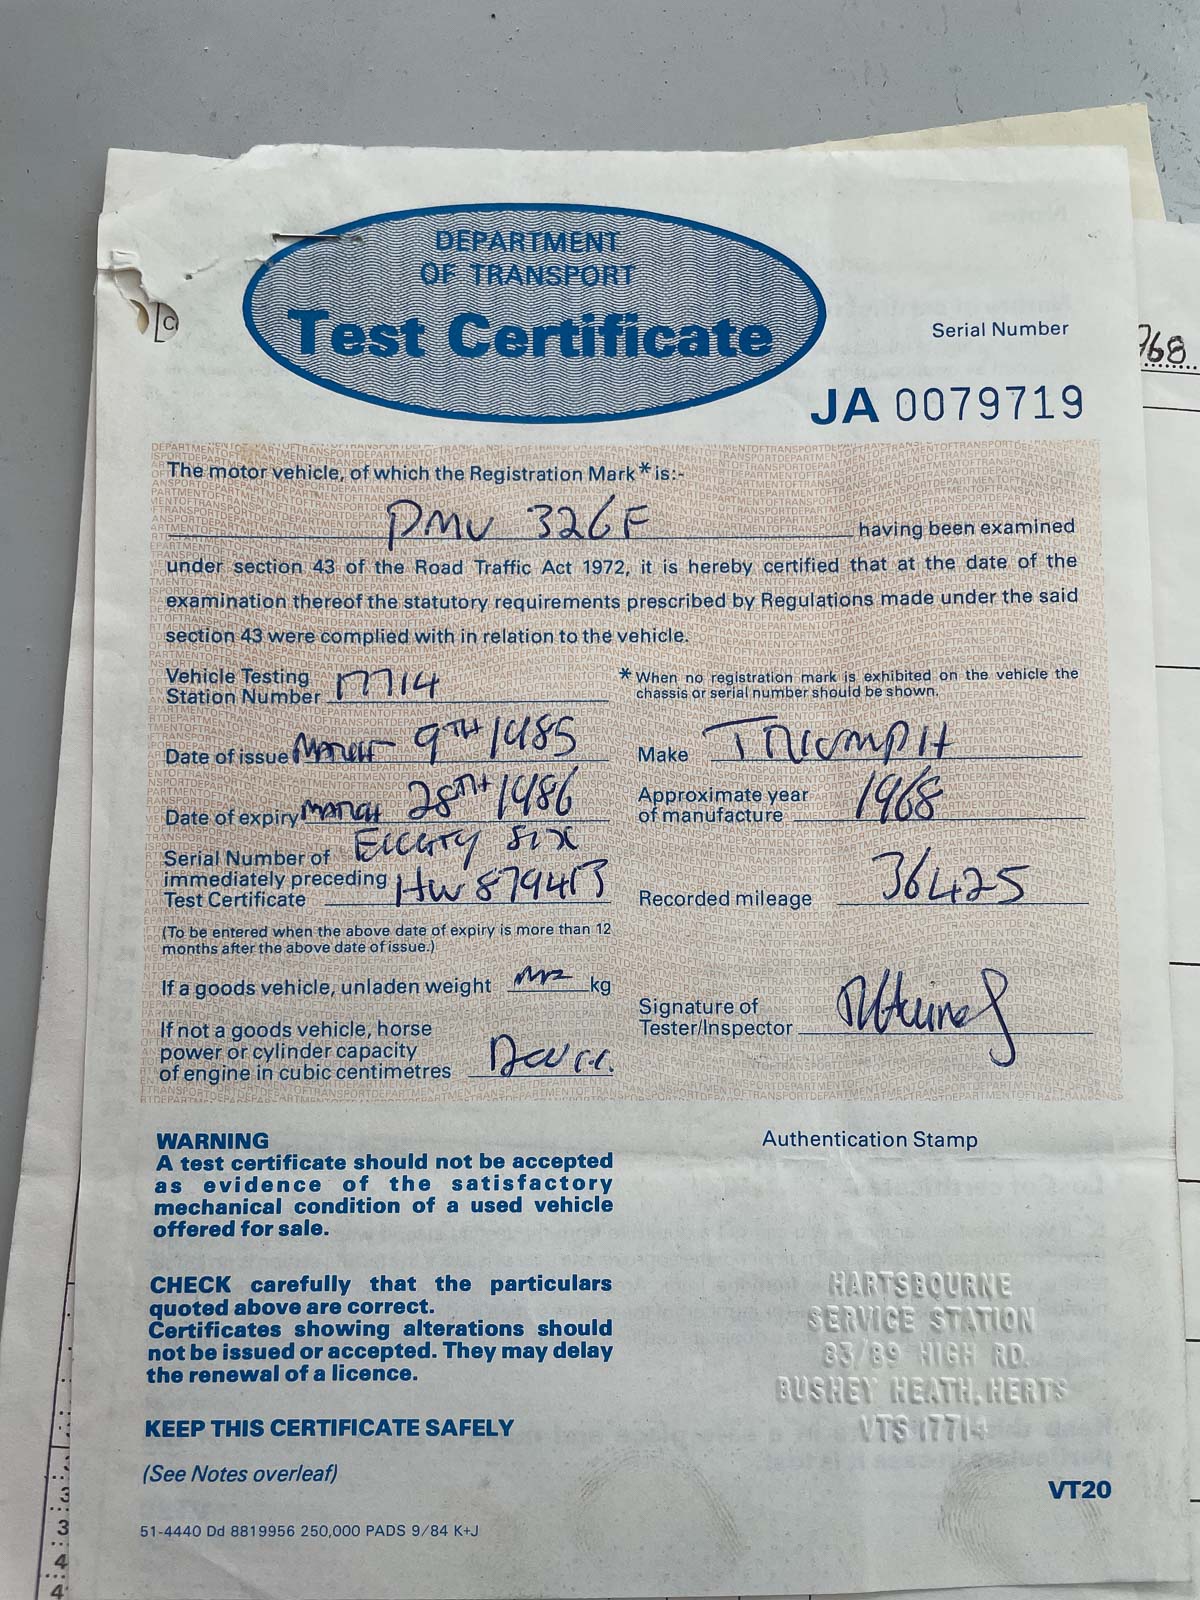 DEPARTMENT
OF TRANSPORT
Test Certificate
Serial Number
JA 0079719
768
The motor vehicle, of which the Registration Mark * is:-
PMV 326F having been examined
under section 43 of the Road Traffic Act 1972, it is hereby certified that at the date of the
examination thereof the statutory requirements prescribed by Regulations made under the said
section 43 were complied with in relation to the vehicle.
Vehicle Testing
Station Number 17714
* When no registration mark is exhibited on the vehicle the
chassis or serial number should be shown.
Date of issue MARCH 9TH 1985
Make TRIUMPH
Date of expiry MARCH 28TH 1986
EIGHTY SIX
Approximate year
of manufacture 1968
Serial Number of
immediately preceding
Test Certificate HW 87941B
Recorded mileage 36425
(To be entered when the above date of expiry is more than 12
months after the above date of issue.)
If a goods vehicle, unladen weight kg
Signature of
Tester/Inspector
If not a goods vehicle, horse
power or cylinder capacity
of engine in cubic centimetres
WARNING
A test certificate should not be accepted
as evidence of the satisfactory
mechanical condition of a used vehicle
offered for sale.
Authentication Stamp
CHECK carefully that the particulars
quoted above are correct.
Certificates showing alterations should
not be issued or accepted. They may delay
the renewal of a licence.
HARTSBOURNE
SERVICE STATION
83/89 HIGH RD.
BUSHEY HEATH, HERTS
VTS 17714
KEEP THIS CERTIFICATE SAFELY
(See Notes overleaf)
VT20
51-4440 Dd 8819956 250,000 PADS 9/84 K+J